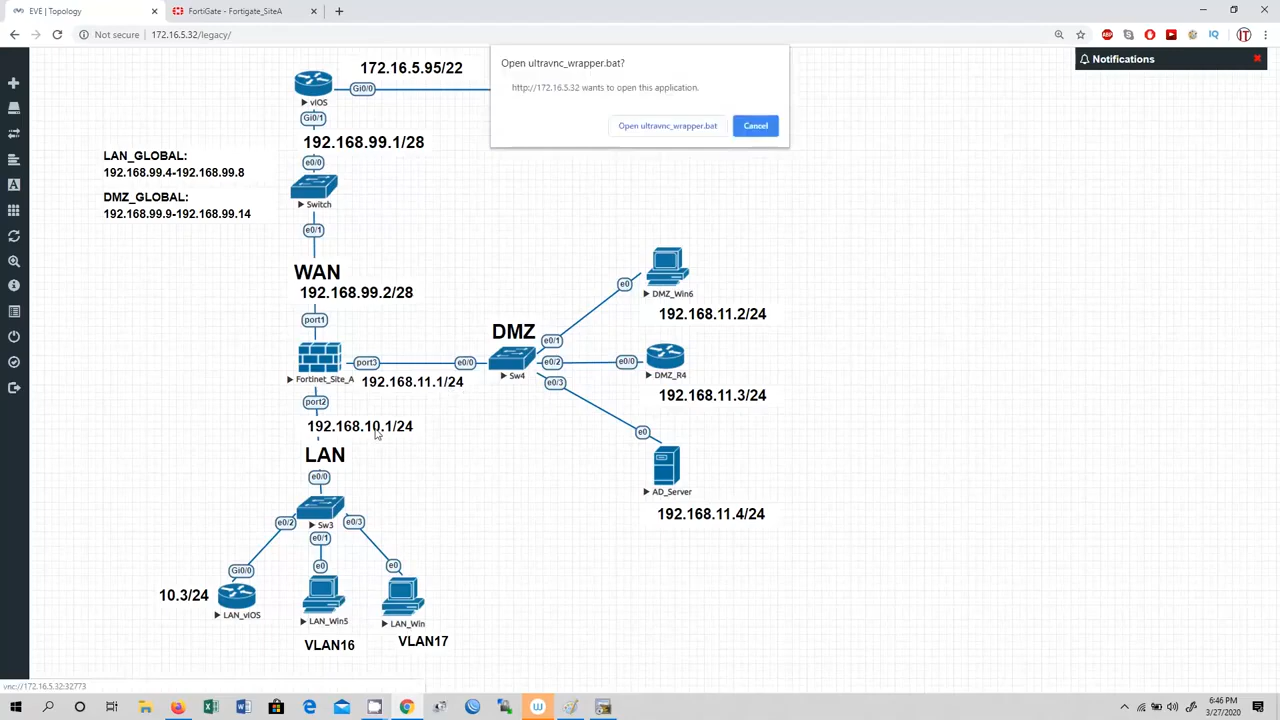 EVE | Topology
FortiGate - Fortigate_SiteA
Not secure | 172.16.5.32/legacy/
Open ultravnc_wrapper.bat?
http://172.16.5.32 wants to open this application.
Open ultravnc_wrapper.bat
Cancel
Notifications
172.16.5.95/22
Gi0/0
vIOS
Gi0/1
192.168.99.1/28
LAN_GLOBAL:
192.168.99.4-192.168.99.8
DMZ_GLOBAL:
192.168.99.9-192.168.99.14
e0/0
Switch
e0/1
WAN
192.168.99.2/28
port1
Fortinet_Site_A
port3
192.168.11.1/24
port2
192.168.10.1/24
DMZ
e0/0
Sw4
e0/1
e0/2
e0/3
e0
DMZ_Win6
192.168.11.2/24
e0/0
DMZ_R4
192.168.11.3/24
e0
AD_Server
192.168.11.4/24
LAN
e0/0
Sw3
e0/2
e0/1
e0/3
Gi0/0
e0
e0
10.3/24
LAN_vIOS
LAN_Win5
LAN_Win
VLAN16
VLAN17
vnc://172.16.5.32:32773
6:46 PM
3/27/2020